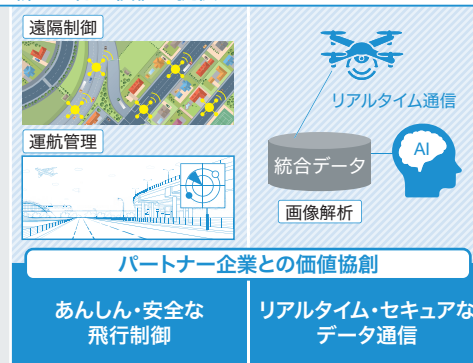 遠隔制御
運航管理
リアルタイム通信
統合データ
AI
画像解析
パートナー企業との価値協創
あんしん・安全な
飛行制御
リアルタイム・セキュアな
データ通信